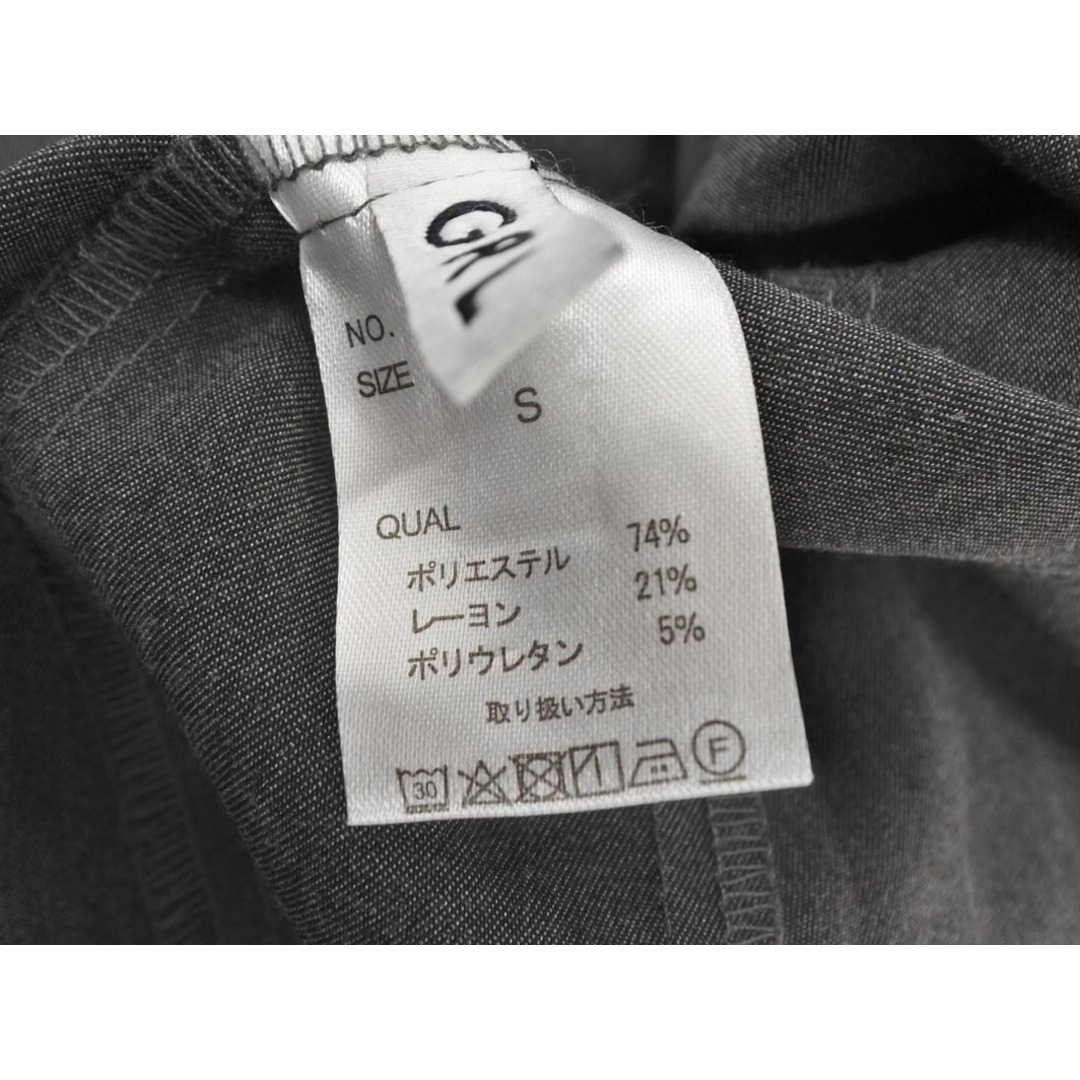 GRL
NO.
SIZE
S
QUAL
ポリエステル 74%
レーヨン 21%
ポリウレタン 5%
取り扱い方法
30 F